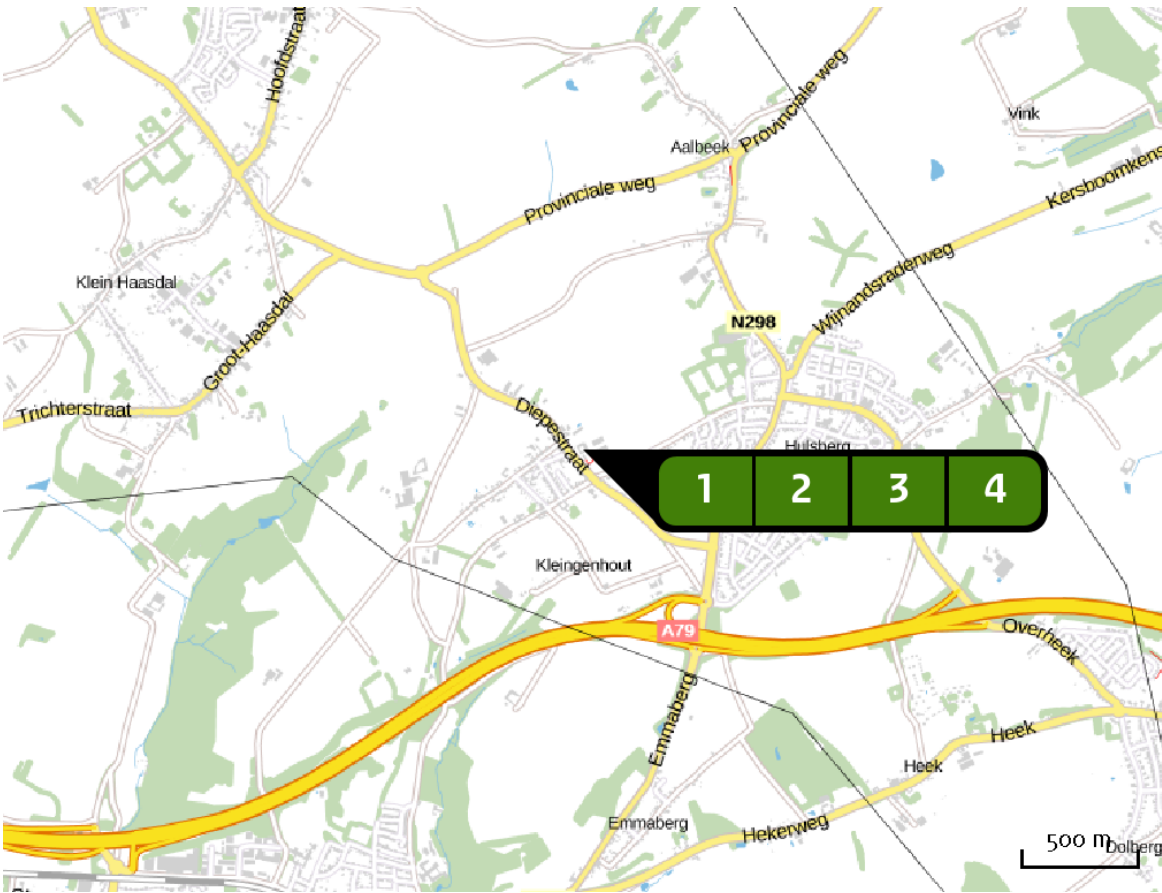 Hoofdstraat
Provinciale weg
Vink
Aalbeek
Kersboomkens
Provinciale weg
Wijnandsraderweg
Klein Haasdal
N298
Groot-Haasdal
Trichterstraat
Diepestraat
Hulsberg
1 2 3 4
Kleingenhout
A79
Overheek
Emmaberg
Heek
Heek
Emmaberg
Hekerweg
500 m
Dolberg